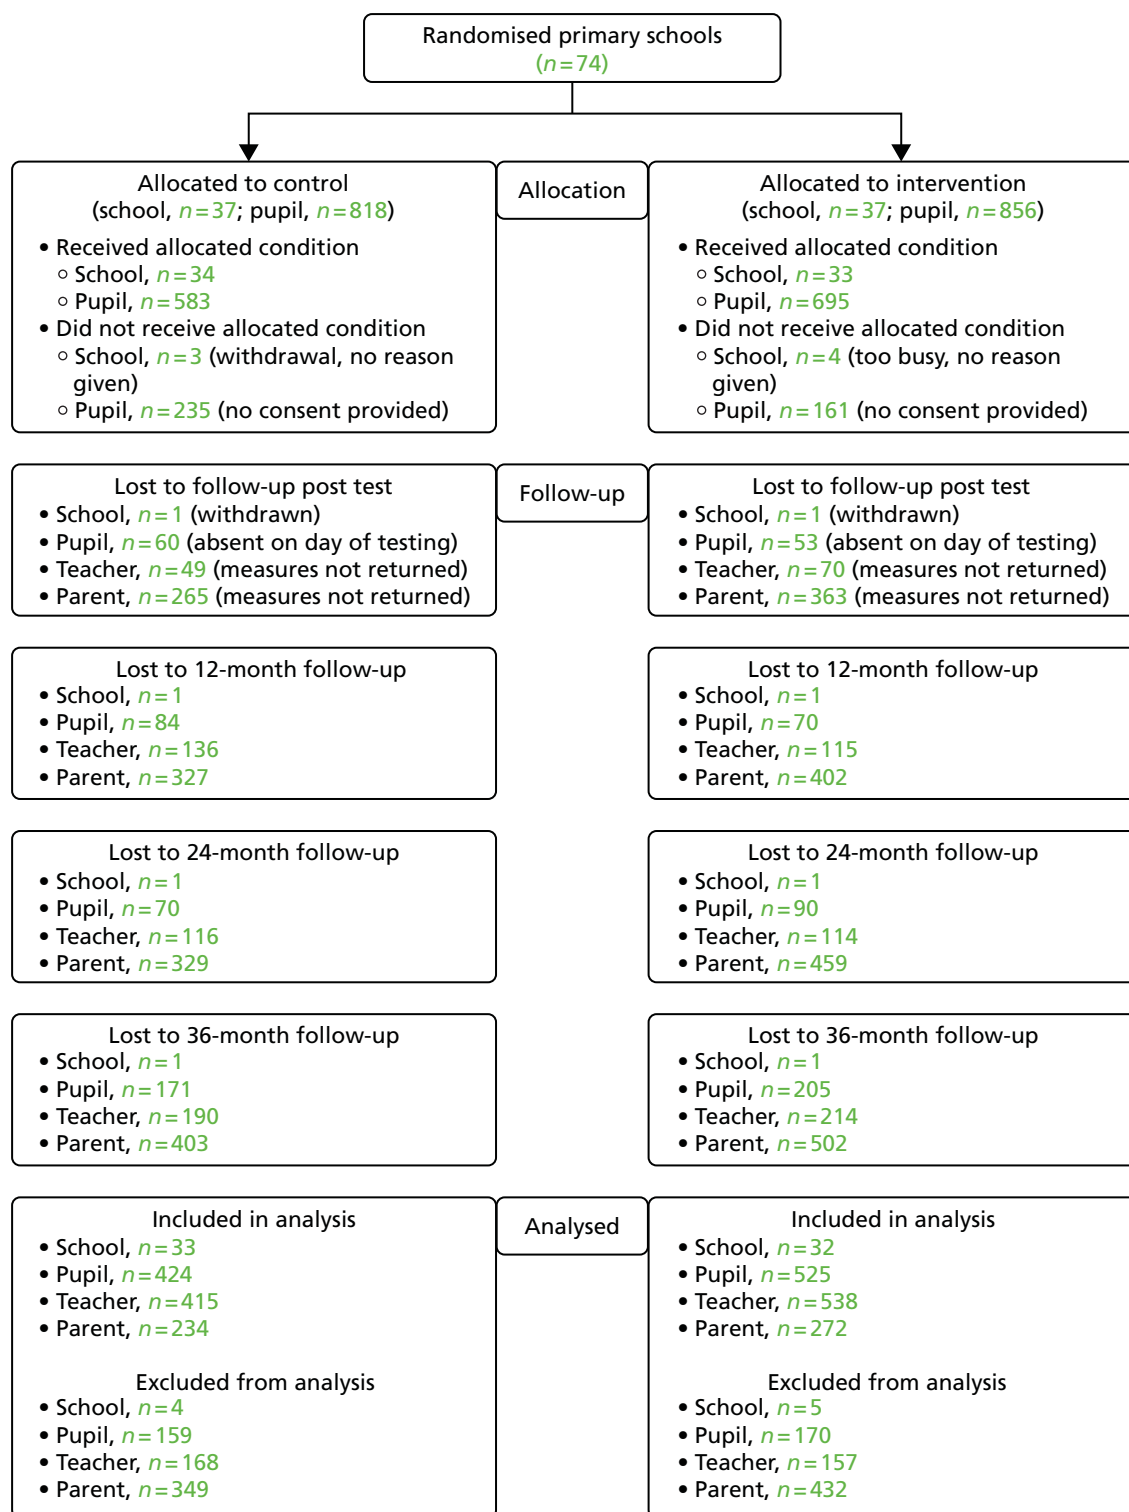 Randomised primary schools
(n=74)
Allocated to control
(school, n=37; pupil, n=818)
• Received allocated condition
○ School, n=34
○ Pupil, n=583
• Did not receive allocated condition
○ School, n=3 (withdrawal, no reason
given)
○ Pupil, n=235 (no consent provided)
Allocation
Allocated to intervention
(school, n=37; pupil, n=856)
• Received allocated condition
○ School, n=33
○ Pupil, n=695
• Did not receive allocated condition
○ School, n=4 (too busy, no reason
given)
○ Pupil, n=161 (no consent provided)
Lost to follow-up post test
• School, n=1 (withdrawn)
• Pupil, n=60 (absent on day of testing)
• Teacher, n=49 (measures not returned)
• Parent, n=265 (measures not returned)
Follow-up
Lost to follow-up post test
• School, n=1 (withdrawn)
• Pupil, n=53 (absent on day of testing)
• Teacher, n=70 (measures not returned)
• Parent, n=363 (measures not returned)
Lost to 12-month follow-up
• School, n=1
• Pupil, n=84
• Teacher, n=136
• Parent, n=327
Lost to 12-month follow-up
• School, n=1
• Pupil, n=70
• Teacher, n=115
• Parent, n=402
Lost to 24-month follow-up
• School, n=1
• Pupil, n=70
• Teacher, n=116
• Parent, n=329
Lost to 24-month follow-up
• School, n=1
• Pupil, n=90
• Teacher, n=114
• Parent, n=459
Lost to 36-month follow-up
• School, n=1
• Pupil, n=171
• Teacher, n=190
• Parent, n=403
Lost to 36-month follow-up
• School, n=1
• Pupil, n=205
• Teacher, n=214
• Parent, n=502
Included in analysis
• School, n=33
• Pupil, n=424
• Teacher, n=415
• Parent, n=234
Excluded from analysis
• School, n=4
• Pupil, n=159
• Teacher, n=168
• Parent, n=349
Analysed
Included in analysis
• School, n=32
• Pupil, n=525
• Teacher, n=538
• Parent, n=272
Excluded from analysis
• School, n=5
• Pupil, n=170
• Teacher, n=157
• Parent, n=432